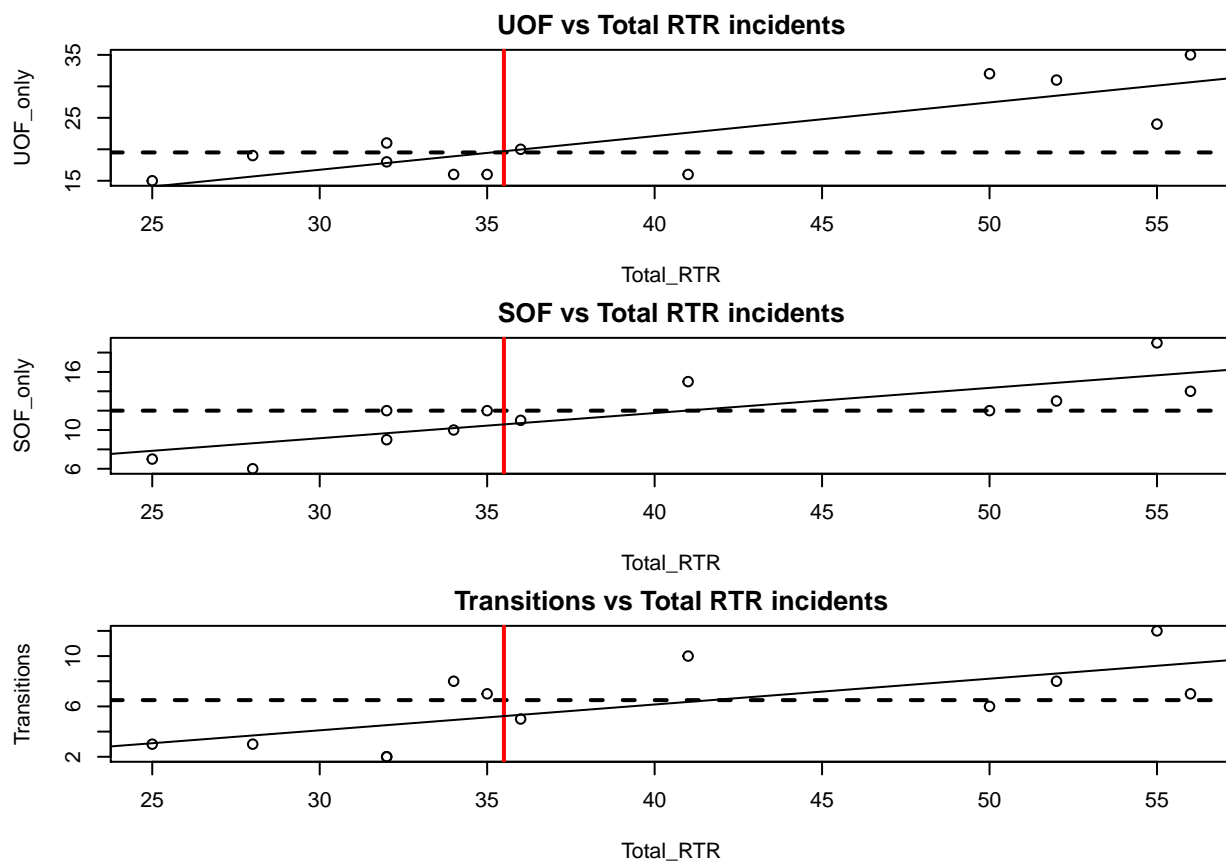 UOF vs Total RTR incidents
UOF_only
35
25
15
25 30 35 40 45 50 55
Total_RTR
SOF vs Total RTR incidents
SOF_only
16
10
6
25 30 35 40 45 50 55
Total_RTR
Transitions vs Total RTR incidents
Transitions
10
6
2
25 30 35 40 45 50 55
Total_RTR